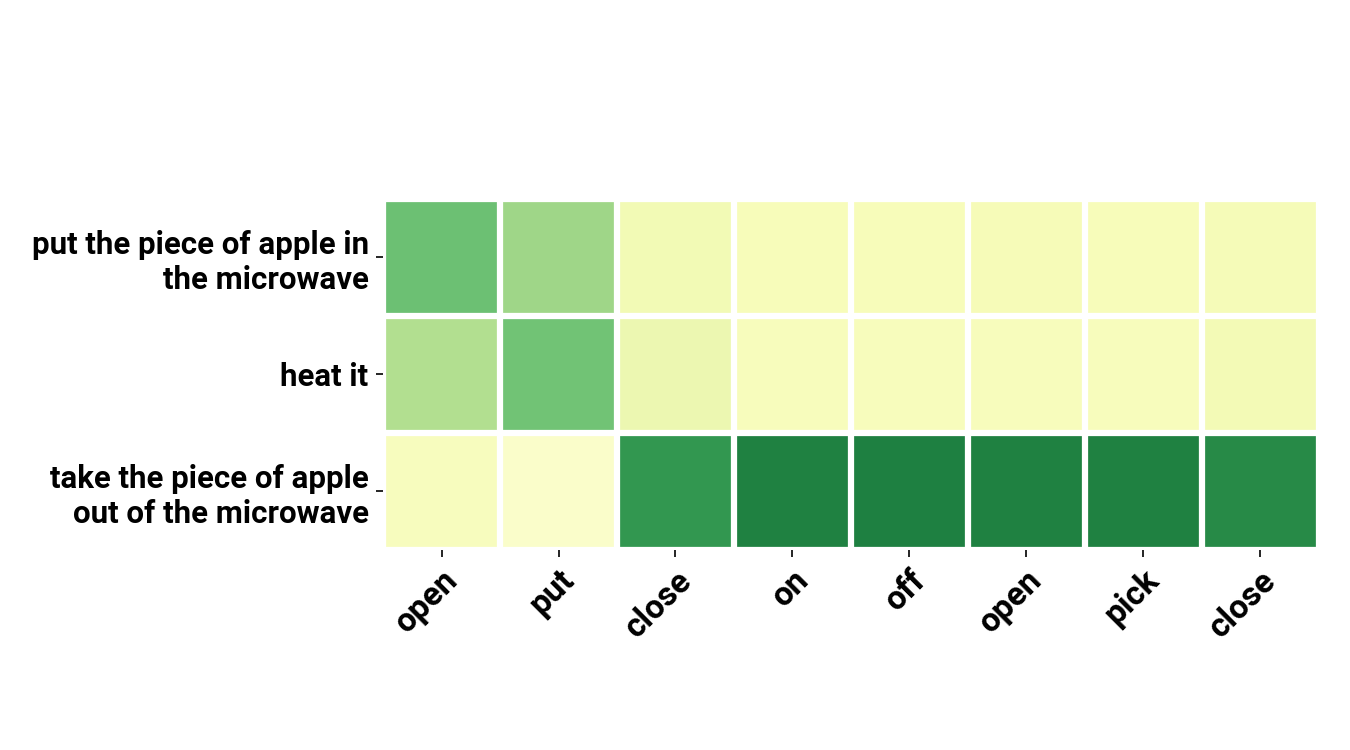 put the piece of apple in
the microwave
heat it
take the piece of apple
out of the microwave
open
put
close
on
off
open
pick
close